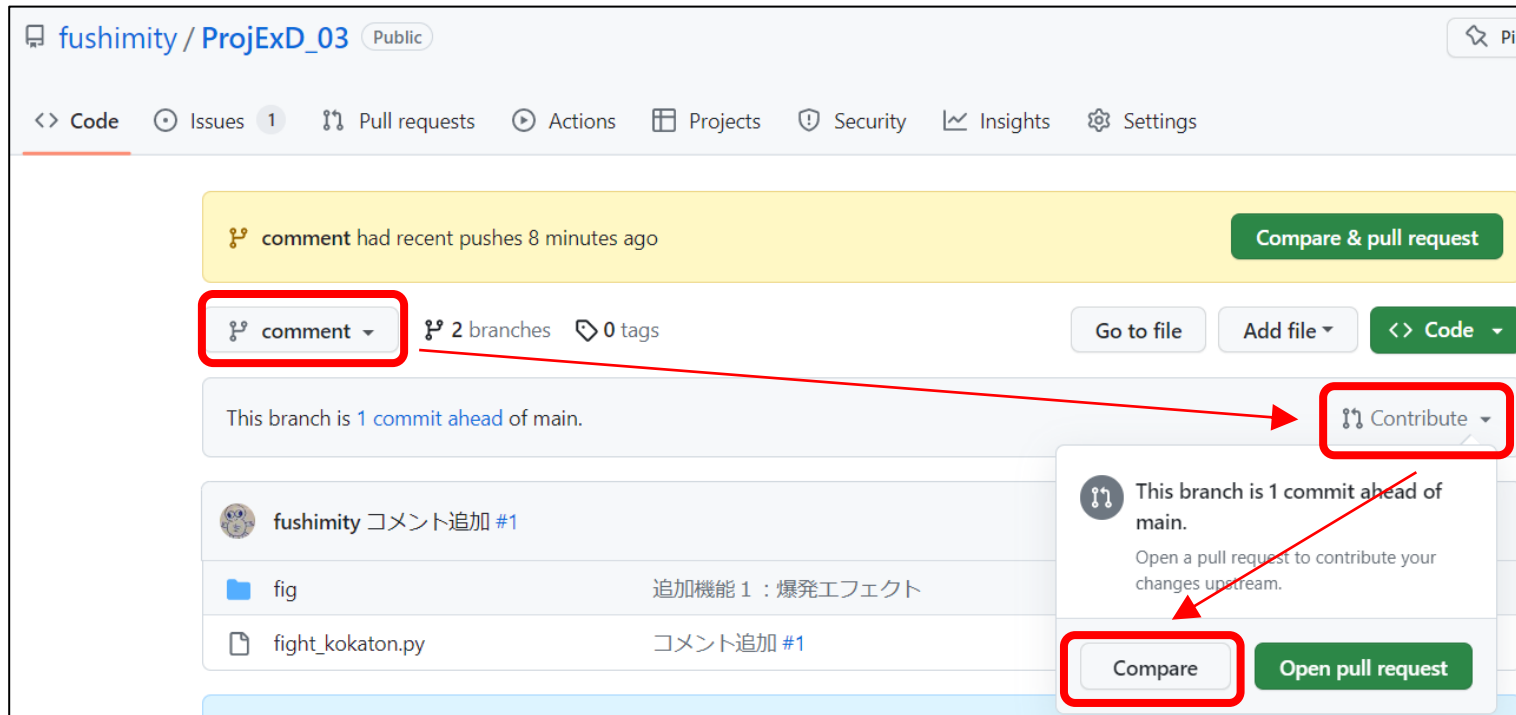 fushimity / ProjExD_03 Public
Pi
Code Issues 1 Pull requests Actions Projects Security Insights Settings
comment had recent pushes 8 minutes ago
Compare & pull request
comment 2 branches 0 tags
Go to file Add file Code
This branch is 1 commit ahead of main.
Contribute
This branch is 1 commit ahead of
main.
Open a pull request to contribute your
changes upstream.
Compare Open pull request
fushimity コメント追加 #1
fig 追加機能１：爆発エフェクト
fight_kokaton.py コメント追加 #1